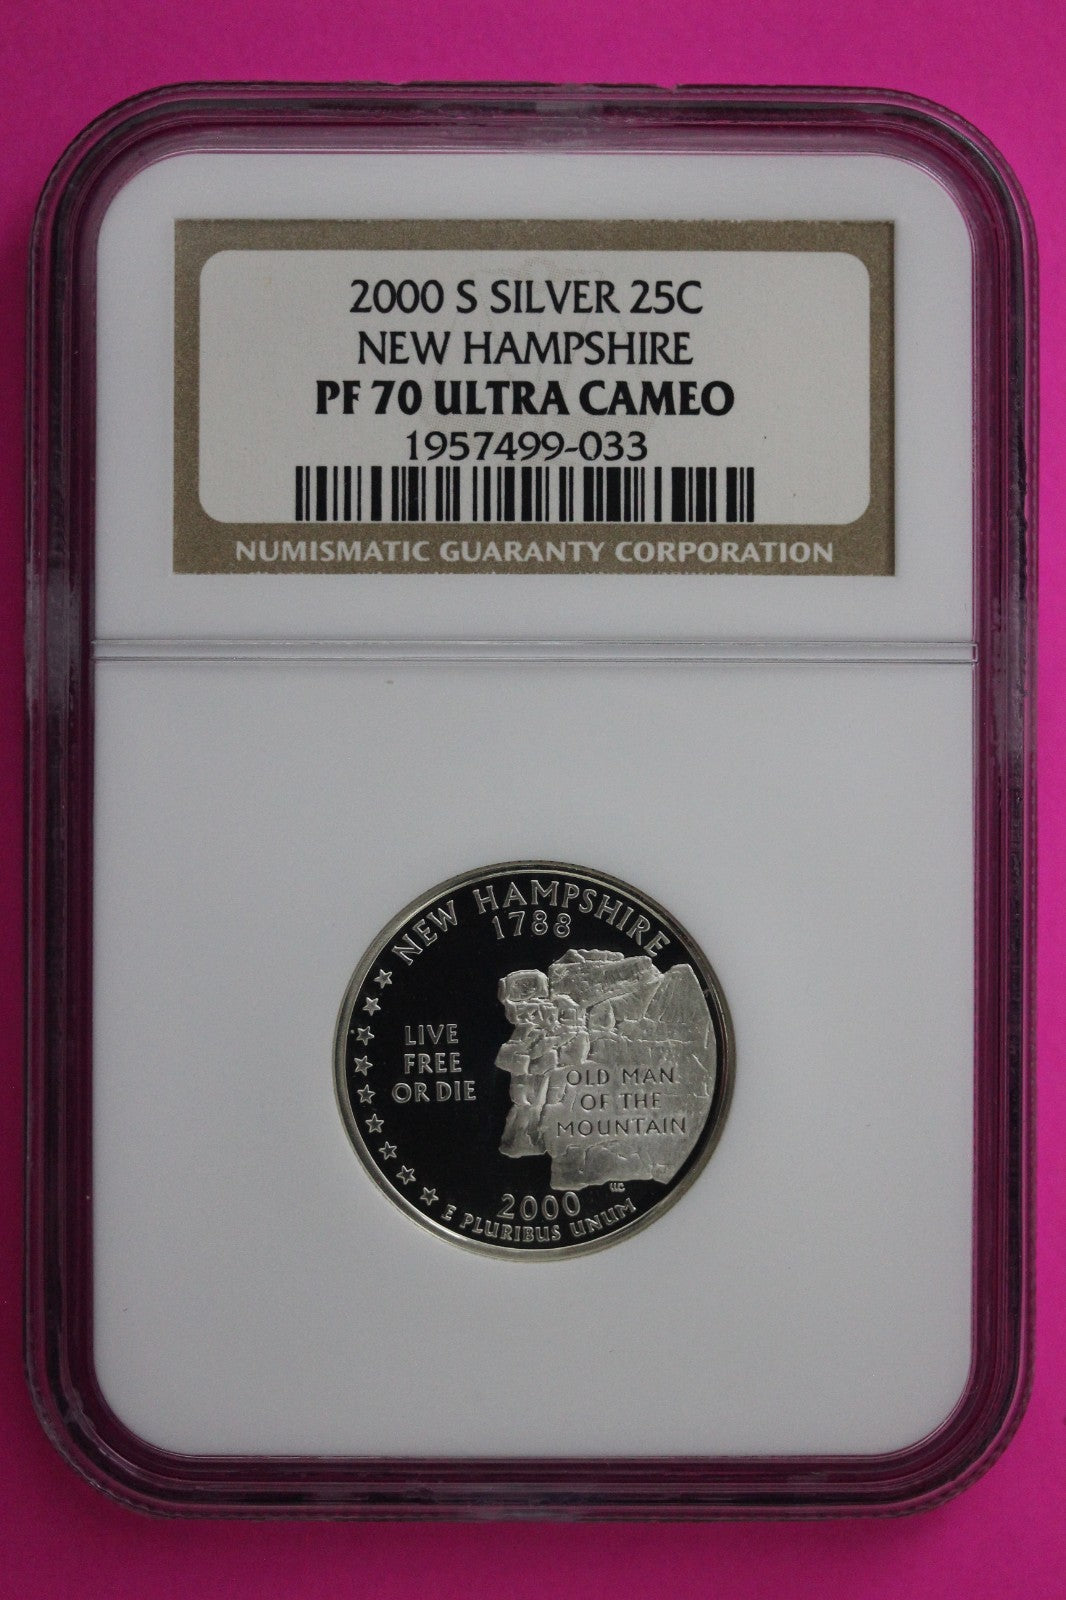 2000 S SILVER 25C
NEW HAMPSHIRE
PF 70 ULTRA CAMEO
1957499-033
NUMISMATIC GUARANTY CORPORATION
NEW HAMPSHIRE
1788
LIVE
FREE
OR DIE
OLD MAN
OF THE
MOUNTAIN
2000
E PLURIBUS UNUM